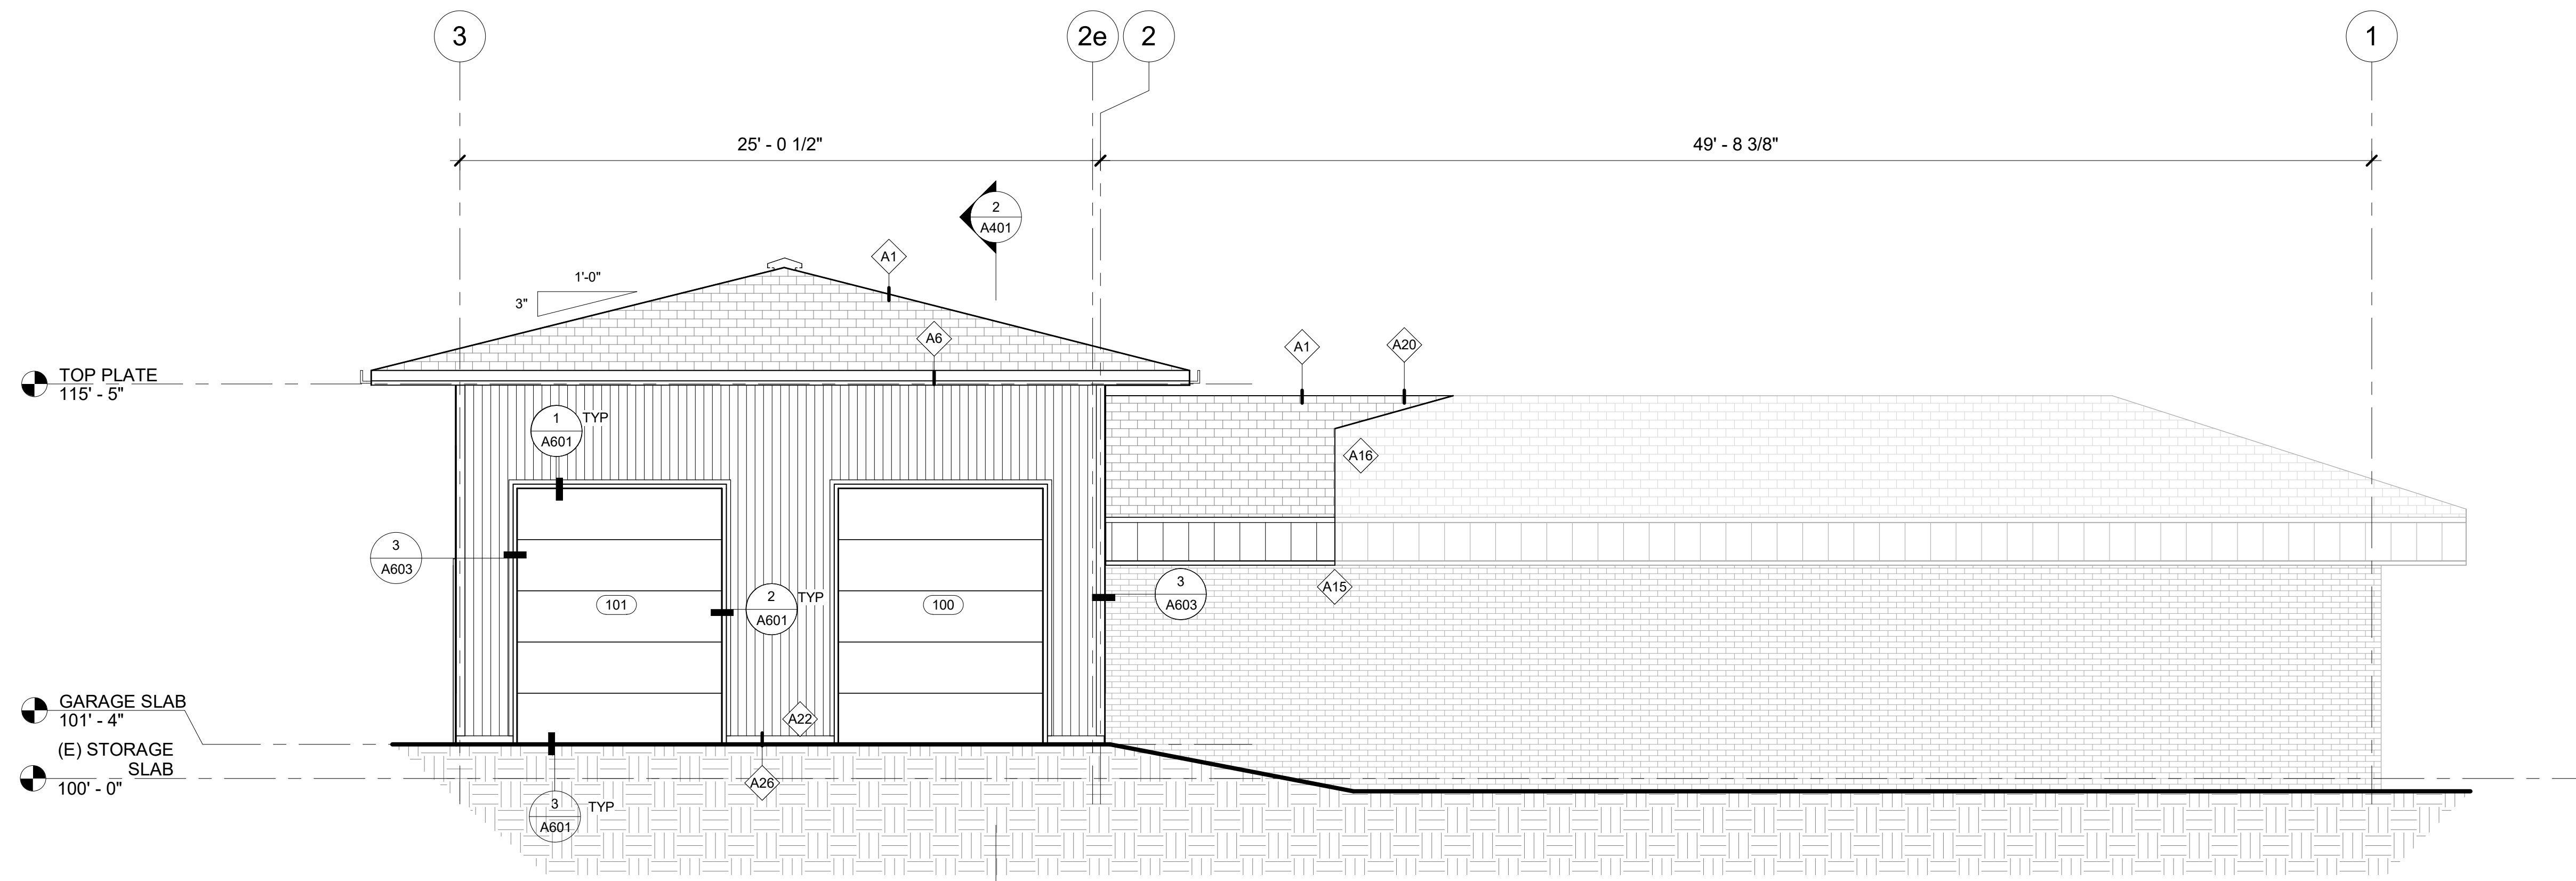 3
2e
2
1
25' - 0 1/2"
49' - 8 3/8"
2
A401
A1
1'-0"
3"
A6
A1
A20
TOP PLATE
115' - 5"
1
A601
TYP
A16
3
A603
101
2
A601
TYP
100
3
A603
A15
GARAGE SLAB
101' - 4"
A22
(E) STORAGE
SLAB
100' - 0"
A26
3
A601
TYP